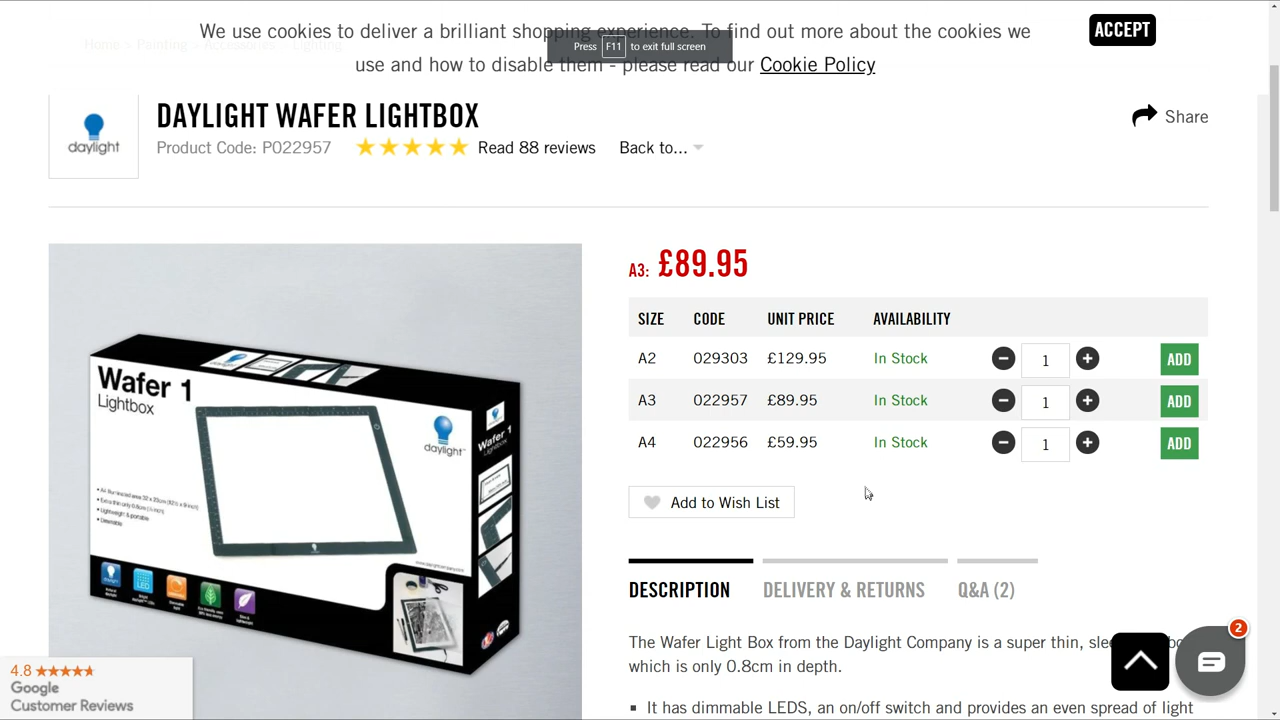 We use cookies to deliver a brilliant shopping experience. To find out more about the cookies we
use and how to disable them - please read our Cookie Policy
ACCEPT
Press F11 to exit full screen
Home > Painting > Accessories > Lighting
DAYLIGHT WAFER LIGHTBOX
Product Code: P022957
Read 88 reviews
Back to...
Share
daylight
A3: £89.95
SIZE CODE UNIT PRICE AVAILABILITY
A2 029303 £129.95 In Stock 1 ADD
A3 022957 £89.95 In Stock 1 ADD
A4 022956 £59.95 In Stock 1 ADD
Add to Wish List
Wafer 1
Lightbox
daylight
Wafer 1
DESCRIPTION DELIVERY & RETURNS Q&A (2)
The Wafer Light Box from the Daylight Company is a super thin,
which is only 0.8cm in depth.
It has dimmable LEDS, an on/off switch and provides an even spread of light
2
4.8
Google
Customer Reviews